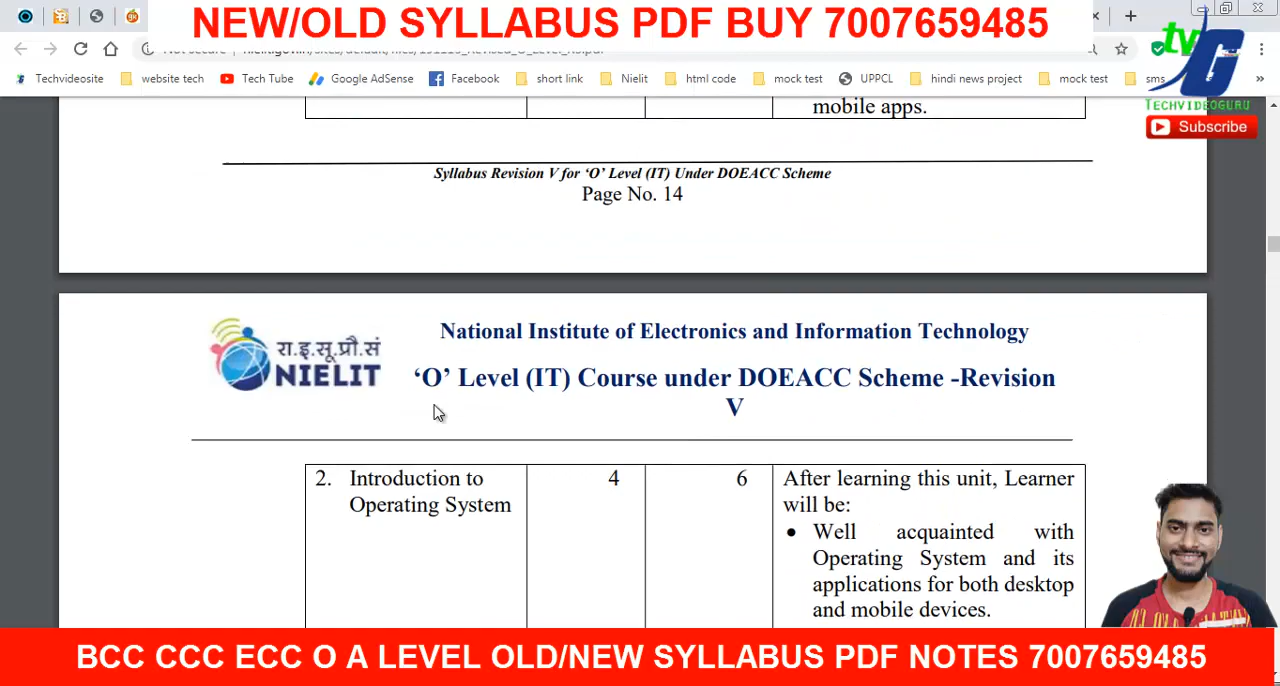 NEW/OLD SYLLABUS PDF BUY 7007659485
Techvideosite website tech Tech Tube Google AdSense Facebook short link Nielit html code mock test UPPCL hindi news project mock test sms »
tv G
TECHVIDEOGURU
Subscribe
mobile apps.
Syllabus Revision V for ‘O’ Level (IT) Under DOEACC Scheme
Page No. 14
रा.इ.सू.प्रौ.सं
NIELIT
National Institute of Electronics and Information Technology
‘O’ Level (IT) Course under DOEACC Scheme -Revision
V
2. Introduction to 4 6 After learning this unit, Learner
Operating System will be:
• Well acquainted with
Operating System and its
applications for both desktop
and mobile devices.
BCC CCC ECC O A LEVEL OLD/NEW SYLLABUS PDF NOTES 7007659485